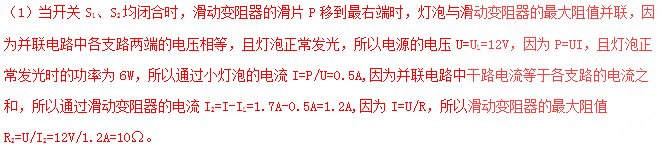 （1）当开关 S₁、S₂均闭合时，滑动变阻器的滑片 P 移到最右端时，灯泡与滑动变阻器的最大阻值并联，因
为并联电路中各支路两端的电压相等，且灯泡正常发光，所以电源的电压 U=U_L=12V，因为 P=UI，且灯泡正
常发光时的功率为 6W，所以通过小灯泡的电流 I=P/U=0.5A,因为并联电路中干路电流等于各支路的电流之
和，所以通过滑动变阻器的电流 I₂=I-I_L=1.7A-0.5A=1.2A,因为 I=U/R，所以滑动变阻器的最大阻值
R₂=U/I₂=12V/1.2A=10Ω。